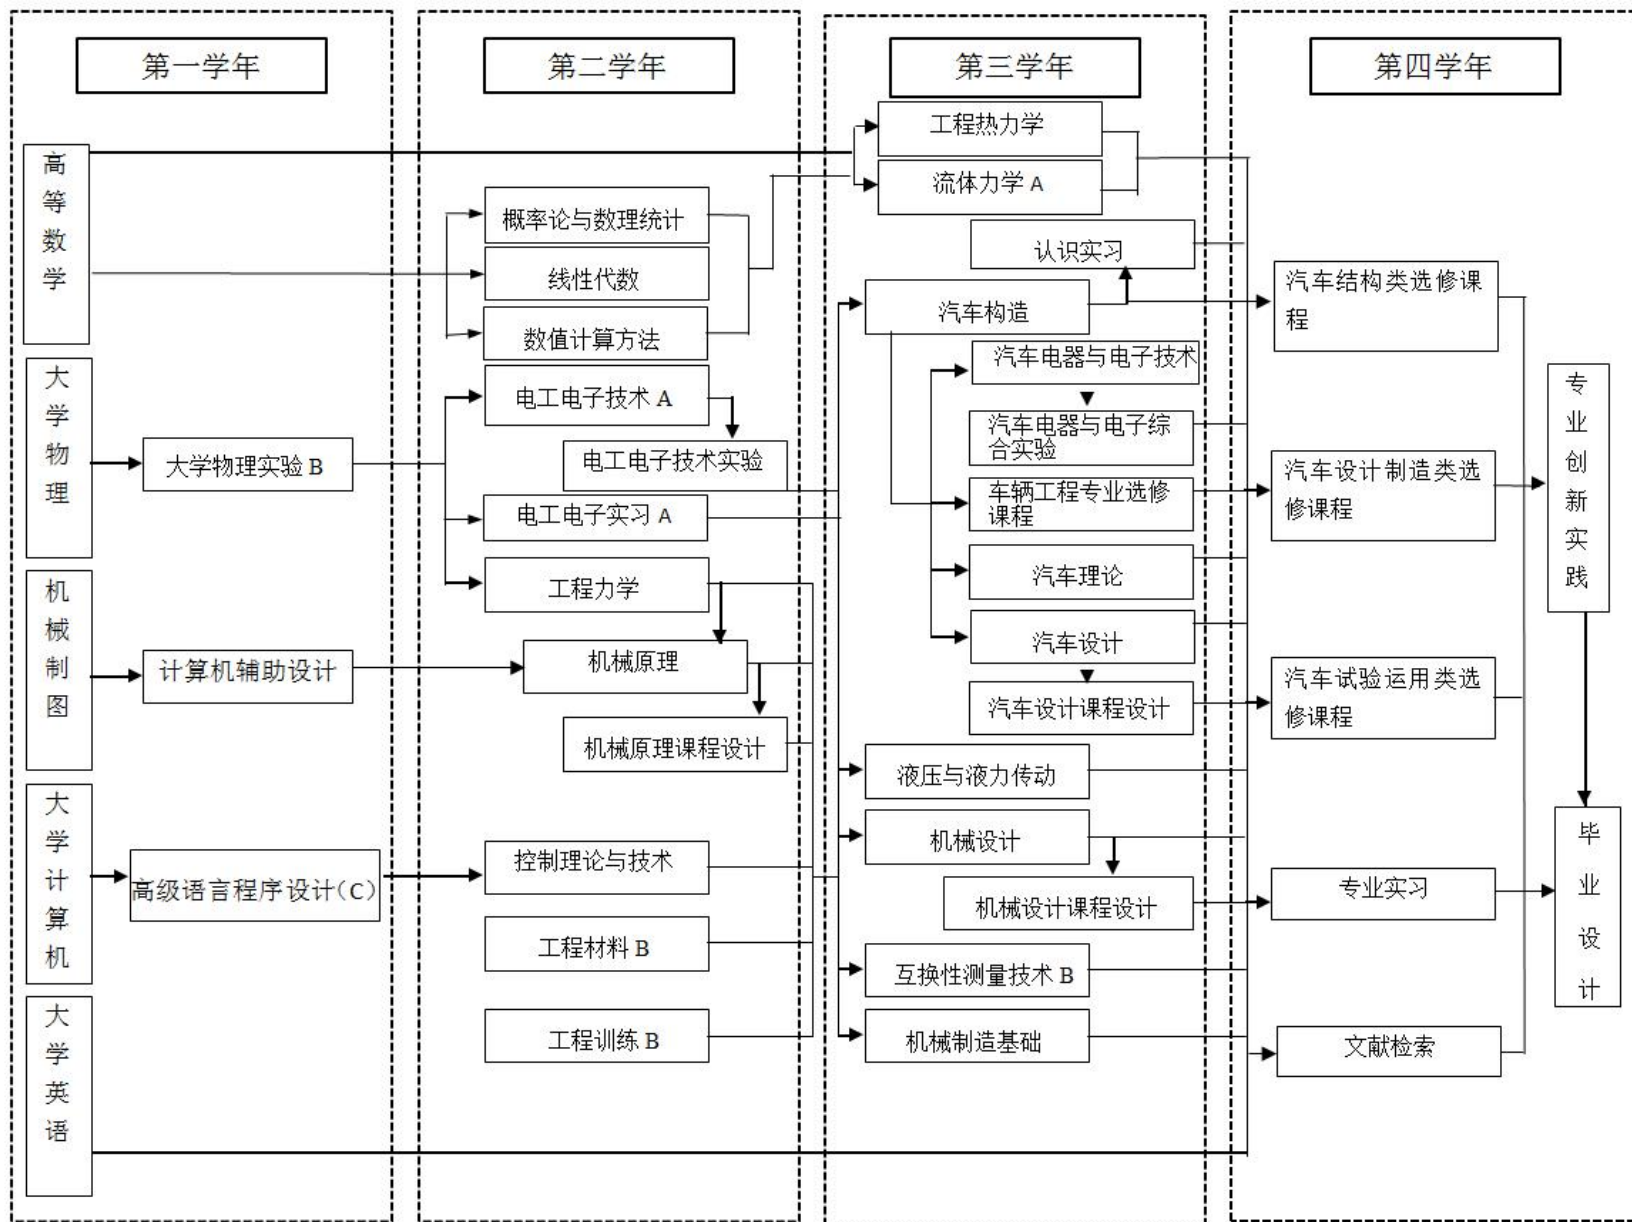 第一学年
高等数学
大学物理
大学物理实验 B
机械制图
计算机辅助设计
大学计算机
高级语言程序设计（C）
大学英语
第二学年
概率论与数理统计
线性代数
数值计算方法
电工电子技术 A
电工电子技术实验
电工电子实习 A
工程力学
机械原理
机械原理课程设计
控制理论与技术
工程材料 B
工程训练 B
第三学年
工程热力学
流体力学 A
认识实习
汽车构造
汽车电器与电子技术
汽车电器与电子综
合实验
车辆工程专业选修
课程
汽车理论
汽车设计
汽车设计课程设计
液压与液力传动
机械设计
机械设计课程设计
互换性测量技术 B
机械制造基础
第四学年
汽车结构类选修课
程
汽车设计制造类选
修课程
汽车试验运用类选
修课程
专业实习
文献检索
专业创新实践
毕业设计